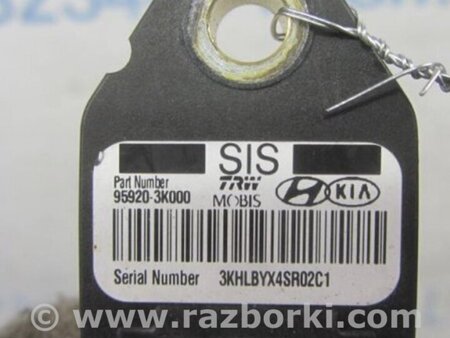 SIS
Part Number
95920-3K000
TRW
MOBIS
KIA
Serial Number 3KHLBYX4SR02C1
www.razborki.com